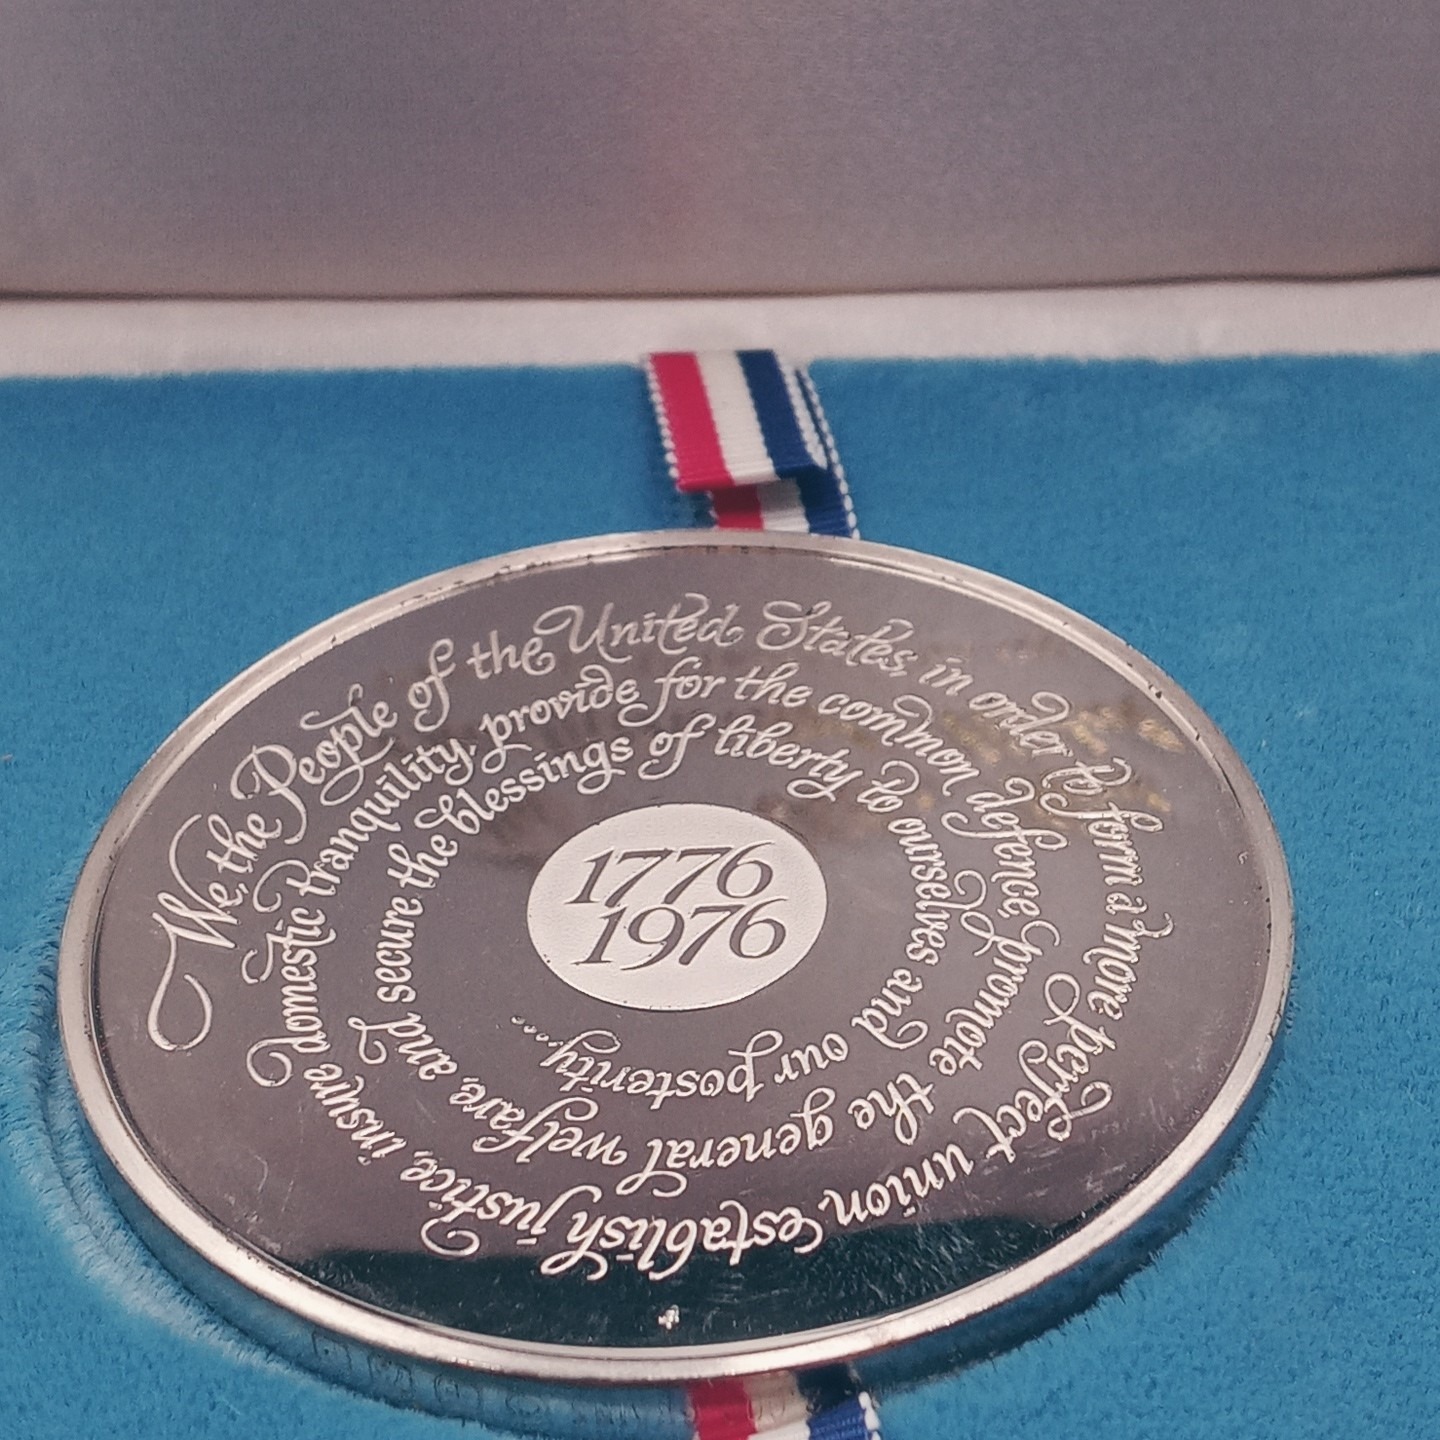 We, the People of the United States, in order to form a more perfect union, establish justice, insure domestic tranquility, provide for the common defence, promote the general welfare, and secure the blessings of liberty to ourselves and our posterity...
1776
1976